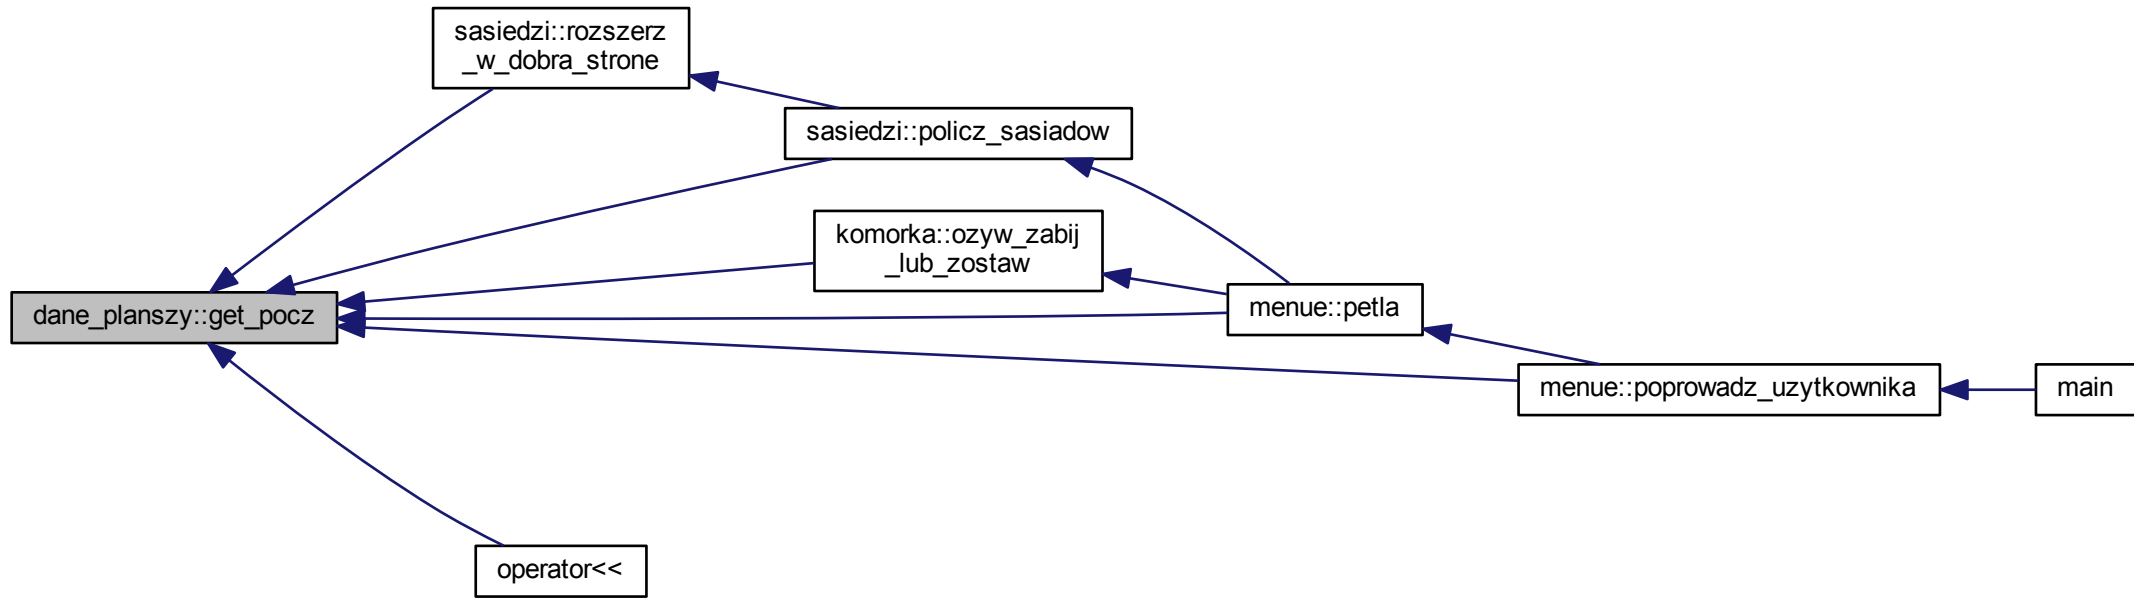 sasiedzi::rozszerz
_w_dobra_strone
sasiedzi::policz_sasiadow
komorka::ozyw_zabij
_lub_zostaw
dane_planszy::get_pocz
menue::petla
menue::poprowadz_uzytkownika
main
operator<<